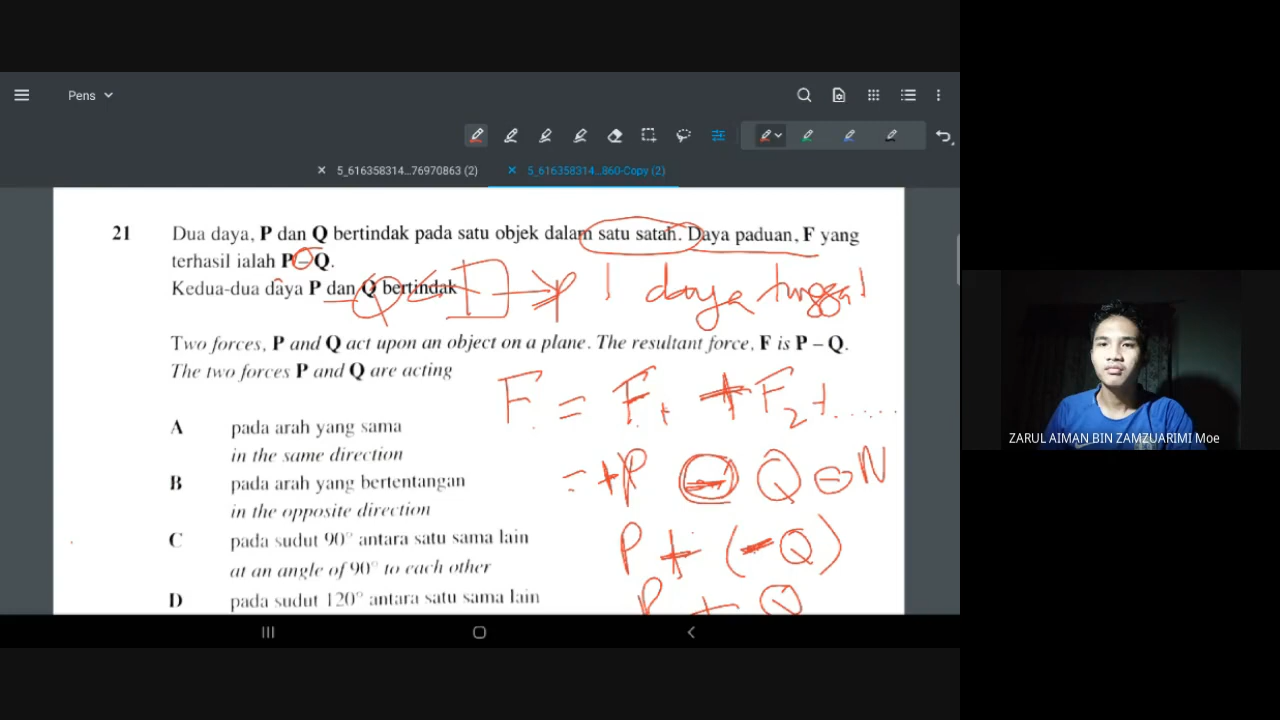 Pens
5_616358314...76970863 (2)
5_616358314...860-Copy (2)
21 Dua daya, P dan Q bertindak pada satu objek dalam satu satah. Daya paduan, F yang
terhasil ialah P – Q.
Kedua-dua daya P dan Q bertindak
Q P 1 daya tunggal
Two forces, P and Q act upon an object on a plane. The resultant force, F is P – Q.
The two forces P and Q are acting
F = F1 + F2 + ......
= +P - Q - N
P + (-Q)
P + Q
A pada arah yang sama
in the same direction
B pada arah yang bertentangan
in the opposite direction
C pada sudut 90° antara satu sama lain
at an angle of 90° to each other
D pada sudut 120° antara satu sama lain
ZARUL AIMAN BIN ZAMZUARIMI Moe